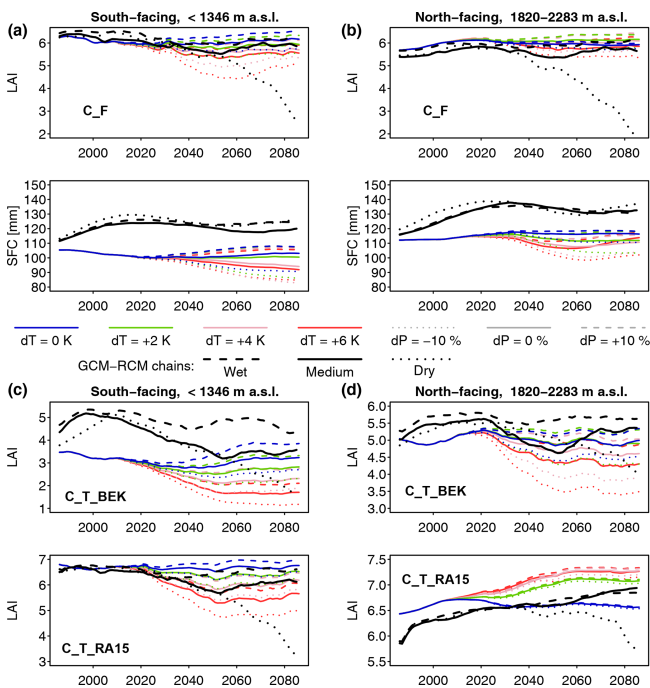 (a) South-facing, < 1346 m a.s.l.
(b) North-facing, 1820-2283 m a.s.l.
LAI
6
5
4
3
2
C_F
2000 2020 2040 2060 2080
LAI
6
5
4
3
2
C_F
2000 2020 2040 2060 2080
SFC [mm]
150
140
130
120
110
100
90
80
2000 2020 2040 2060 2080
SFC [mm]
150
140
130
120
110
100
90
80
2000 2020 2040 2060 2080
dT = 0 K dT = +2 K dT = +4 K dT = +6 K dP = −10 % dP = 0 % dP = +10 %
GCM−RCM chains: Wet Medium Dry
(c) South-facing, < 1346 m a.s.l.
(d) North-facing, 1820-2283 m a.s.l.
LAI
5
4
3
2
1
C_T_BEK
2000 2020 2040 2060 2080
LAI
6.0
5.5
5.0
4.5
4.0
3.5
3.0
C_T_BEK
2000 2020 2040 2060 2080
LAI
7
6
5
4
3
C_T_RA15
2000 2020 2040 2060 2080
LAI
7.5
7.0
6.5
6.0
5.5
C_T_RA15
2000 2020 2040 2060 2080